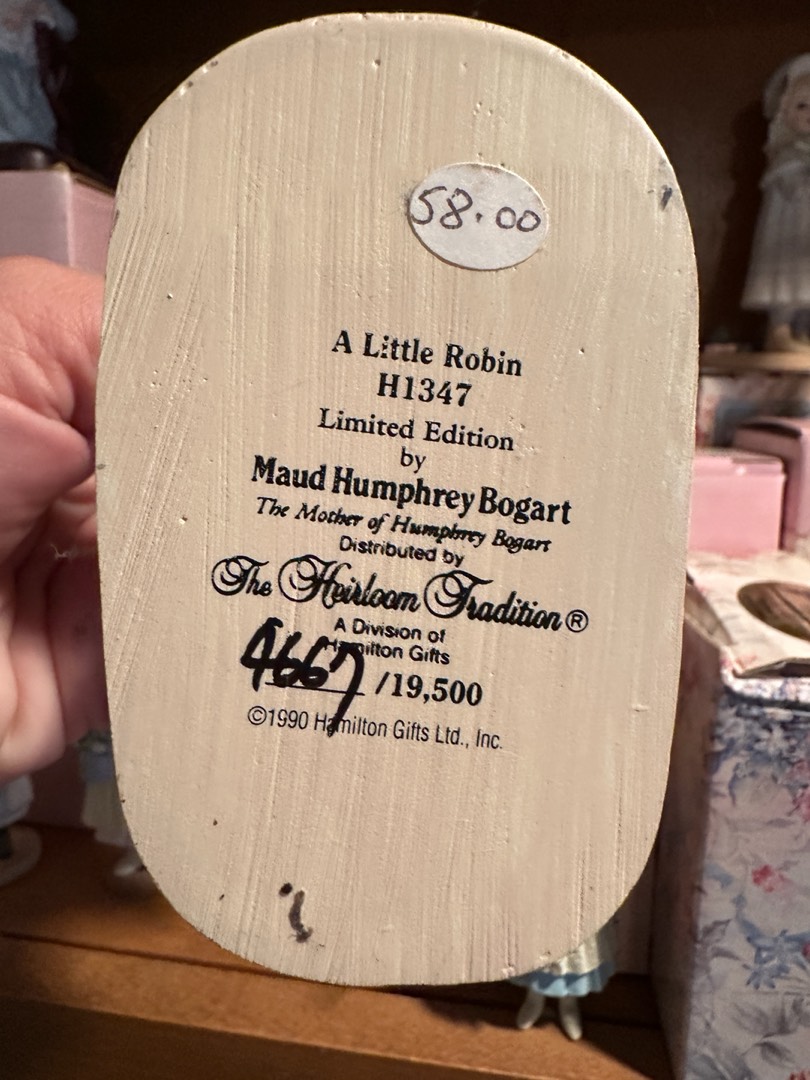 58.00
A Little Robin
H1347
Limited Edition
by
Maud Humphrey Bogart
The Mother of Humphrey Bogart
Distributed by
The Heirloom Tradition®
A Division of
Hamilton Gifts
4667 /19,500
©1990 Hamilton Gifts Ltd., Inc.